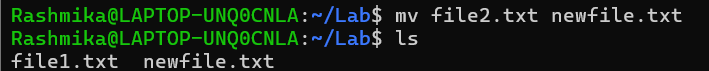 Rashmika@LAPTOP-UNQ0CNLA:~/Lab$ mv file2.txt newfile.txt
Rashmika@LAPTOP-UNQ0CNLA:~/Lab$ ls
file1.txt  newfile.txt